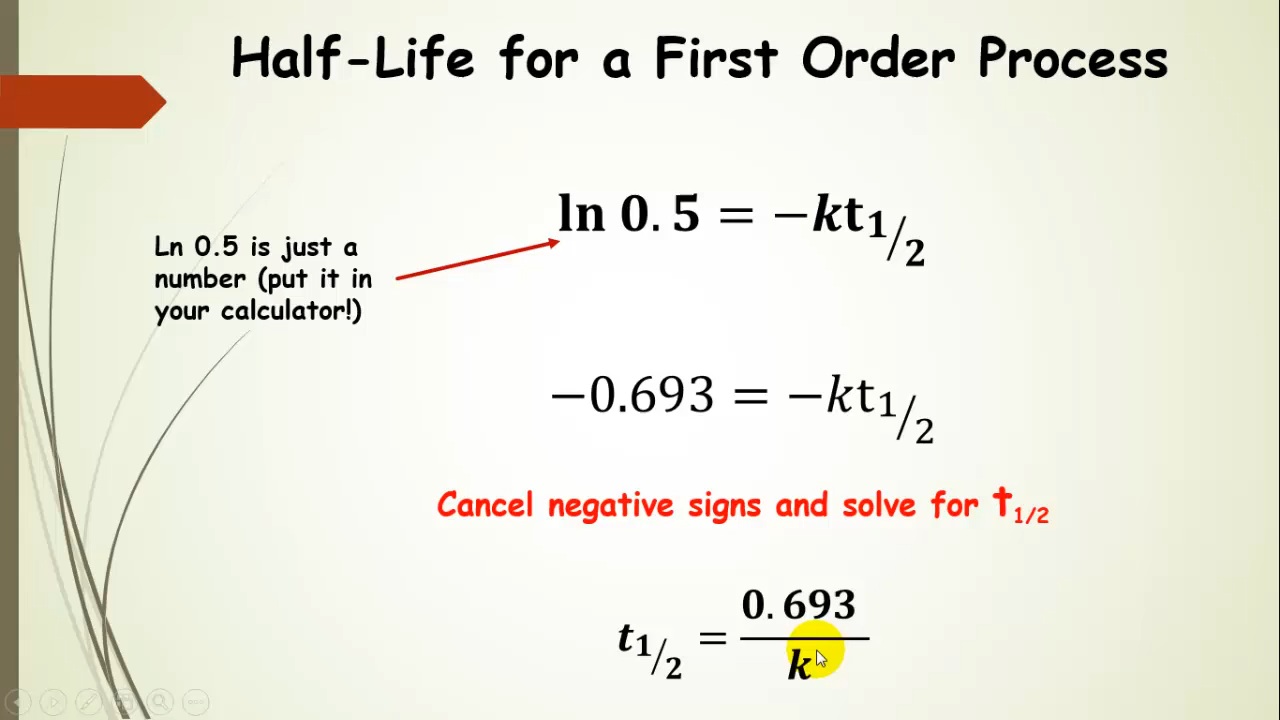 Half-Life for a First Order Process
ln 0.5 = −kt1/2
Ln 0.5 is just a
number (put it in
your calculator!)
−0.693 = −kt1/2
Cancel negative signs and solve for t1/2
t1/2 = 0.693/k